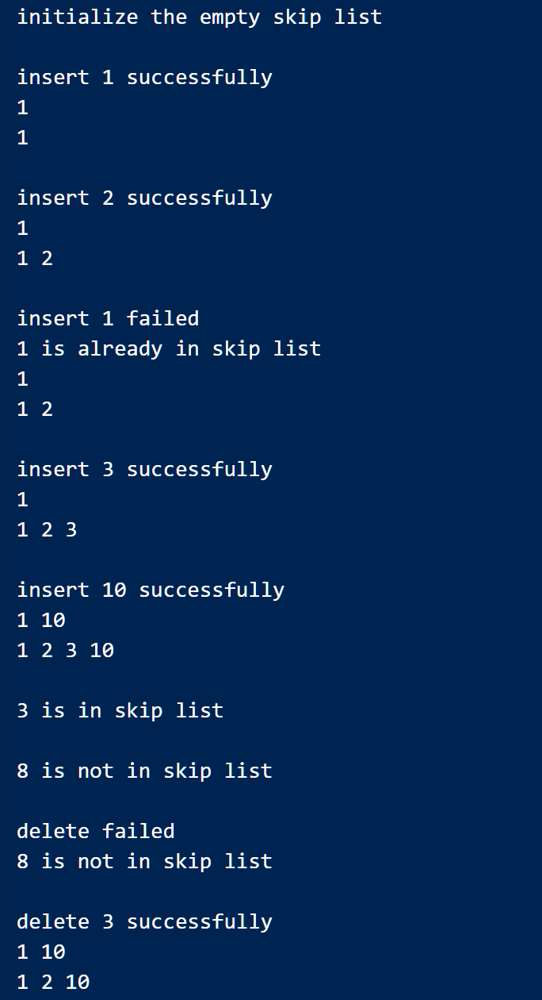 initialize the empty skip list
insert 1 successfully
1
1
insert 2 successfully
1
1 2
insert 1 failed
1 is already in skip list
1
1 2
insert 3 successfully
1
1 2 3
insert 10 successfully
1 10
1 2 3 10
3 is in skip list
8 is not in skip list
delete failed
8 is not in skip list
delete 3 successfully
1 10
1 2 10